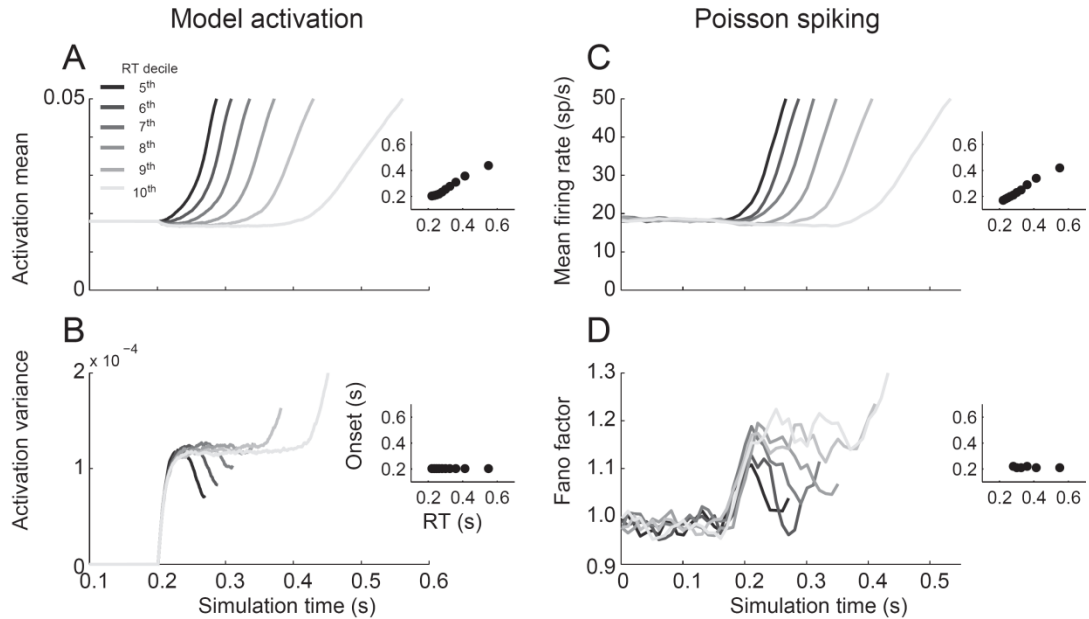 Model activation
Poisson spiking
A
RT decile
5th
6th
7th
8th
9th
10th
0.05
0
Activation mean
0.6
0.4
0.2
0.2 0.4 0.6
C
50
40
30
20
10
0
Mean firing rate (sp/s)
0.6
0.4
0.2
0.2 0.4 0.6
B
2 x 10 −4
1
0
Activation variance
0.1 0.2 0.3 0.4 0.5 0.6
Simulation time (s)
Onset (s)
0.6
0.4
0.2
0.2 0.4 0.6
RT (s)
D
1.3
1.2
1.1
1.0
0.9
Fano factor
0 0.1 0.2 0.3 0.4 0.5
Simulation time (s)
0.6
0.4
0.2
0.2 0.4 0.6